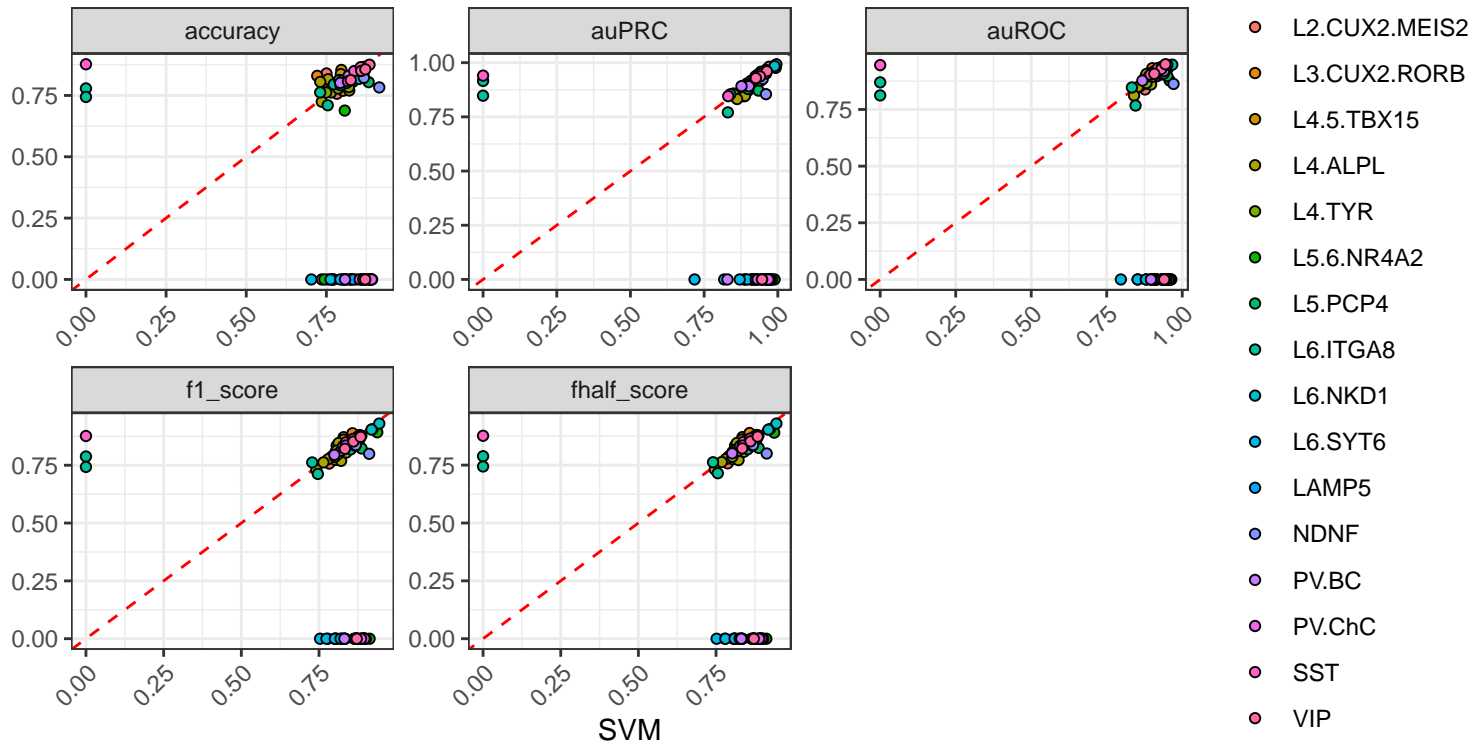 accuracy
auPRC
auROC
0.75
0.50
0.25
0.00
1.00
0.75
0.50
0.25
0.00
0.75
0.50
0.25
0.00
0.00
0.25
0.50
0.75
0.00
0.25
0.50
0.75
1.00
0.00
0.25
0.50
0.75
1.00
f1_score
fhalf_score
0.75
0.50
0.25
0.00
0.75
0.50
0.25
0.00
0.00
0.25
0.50
0.75
0.00
0.25
0.50
0.75
SVM
L2.CUX2.MEIS2
L3.CUX2.RORB
L4.5.TBX15
L4.ALPL
L4.TYR
L5.6.NR4A2
L5.PCP4
L6.ITGA8
L6.NKD1
L6.SYT6
LAMP5
NDNF
PV.BC
PV.ChC
SST
VIP